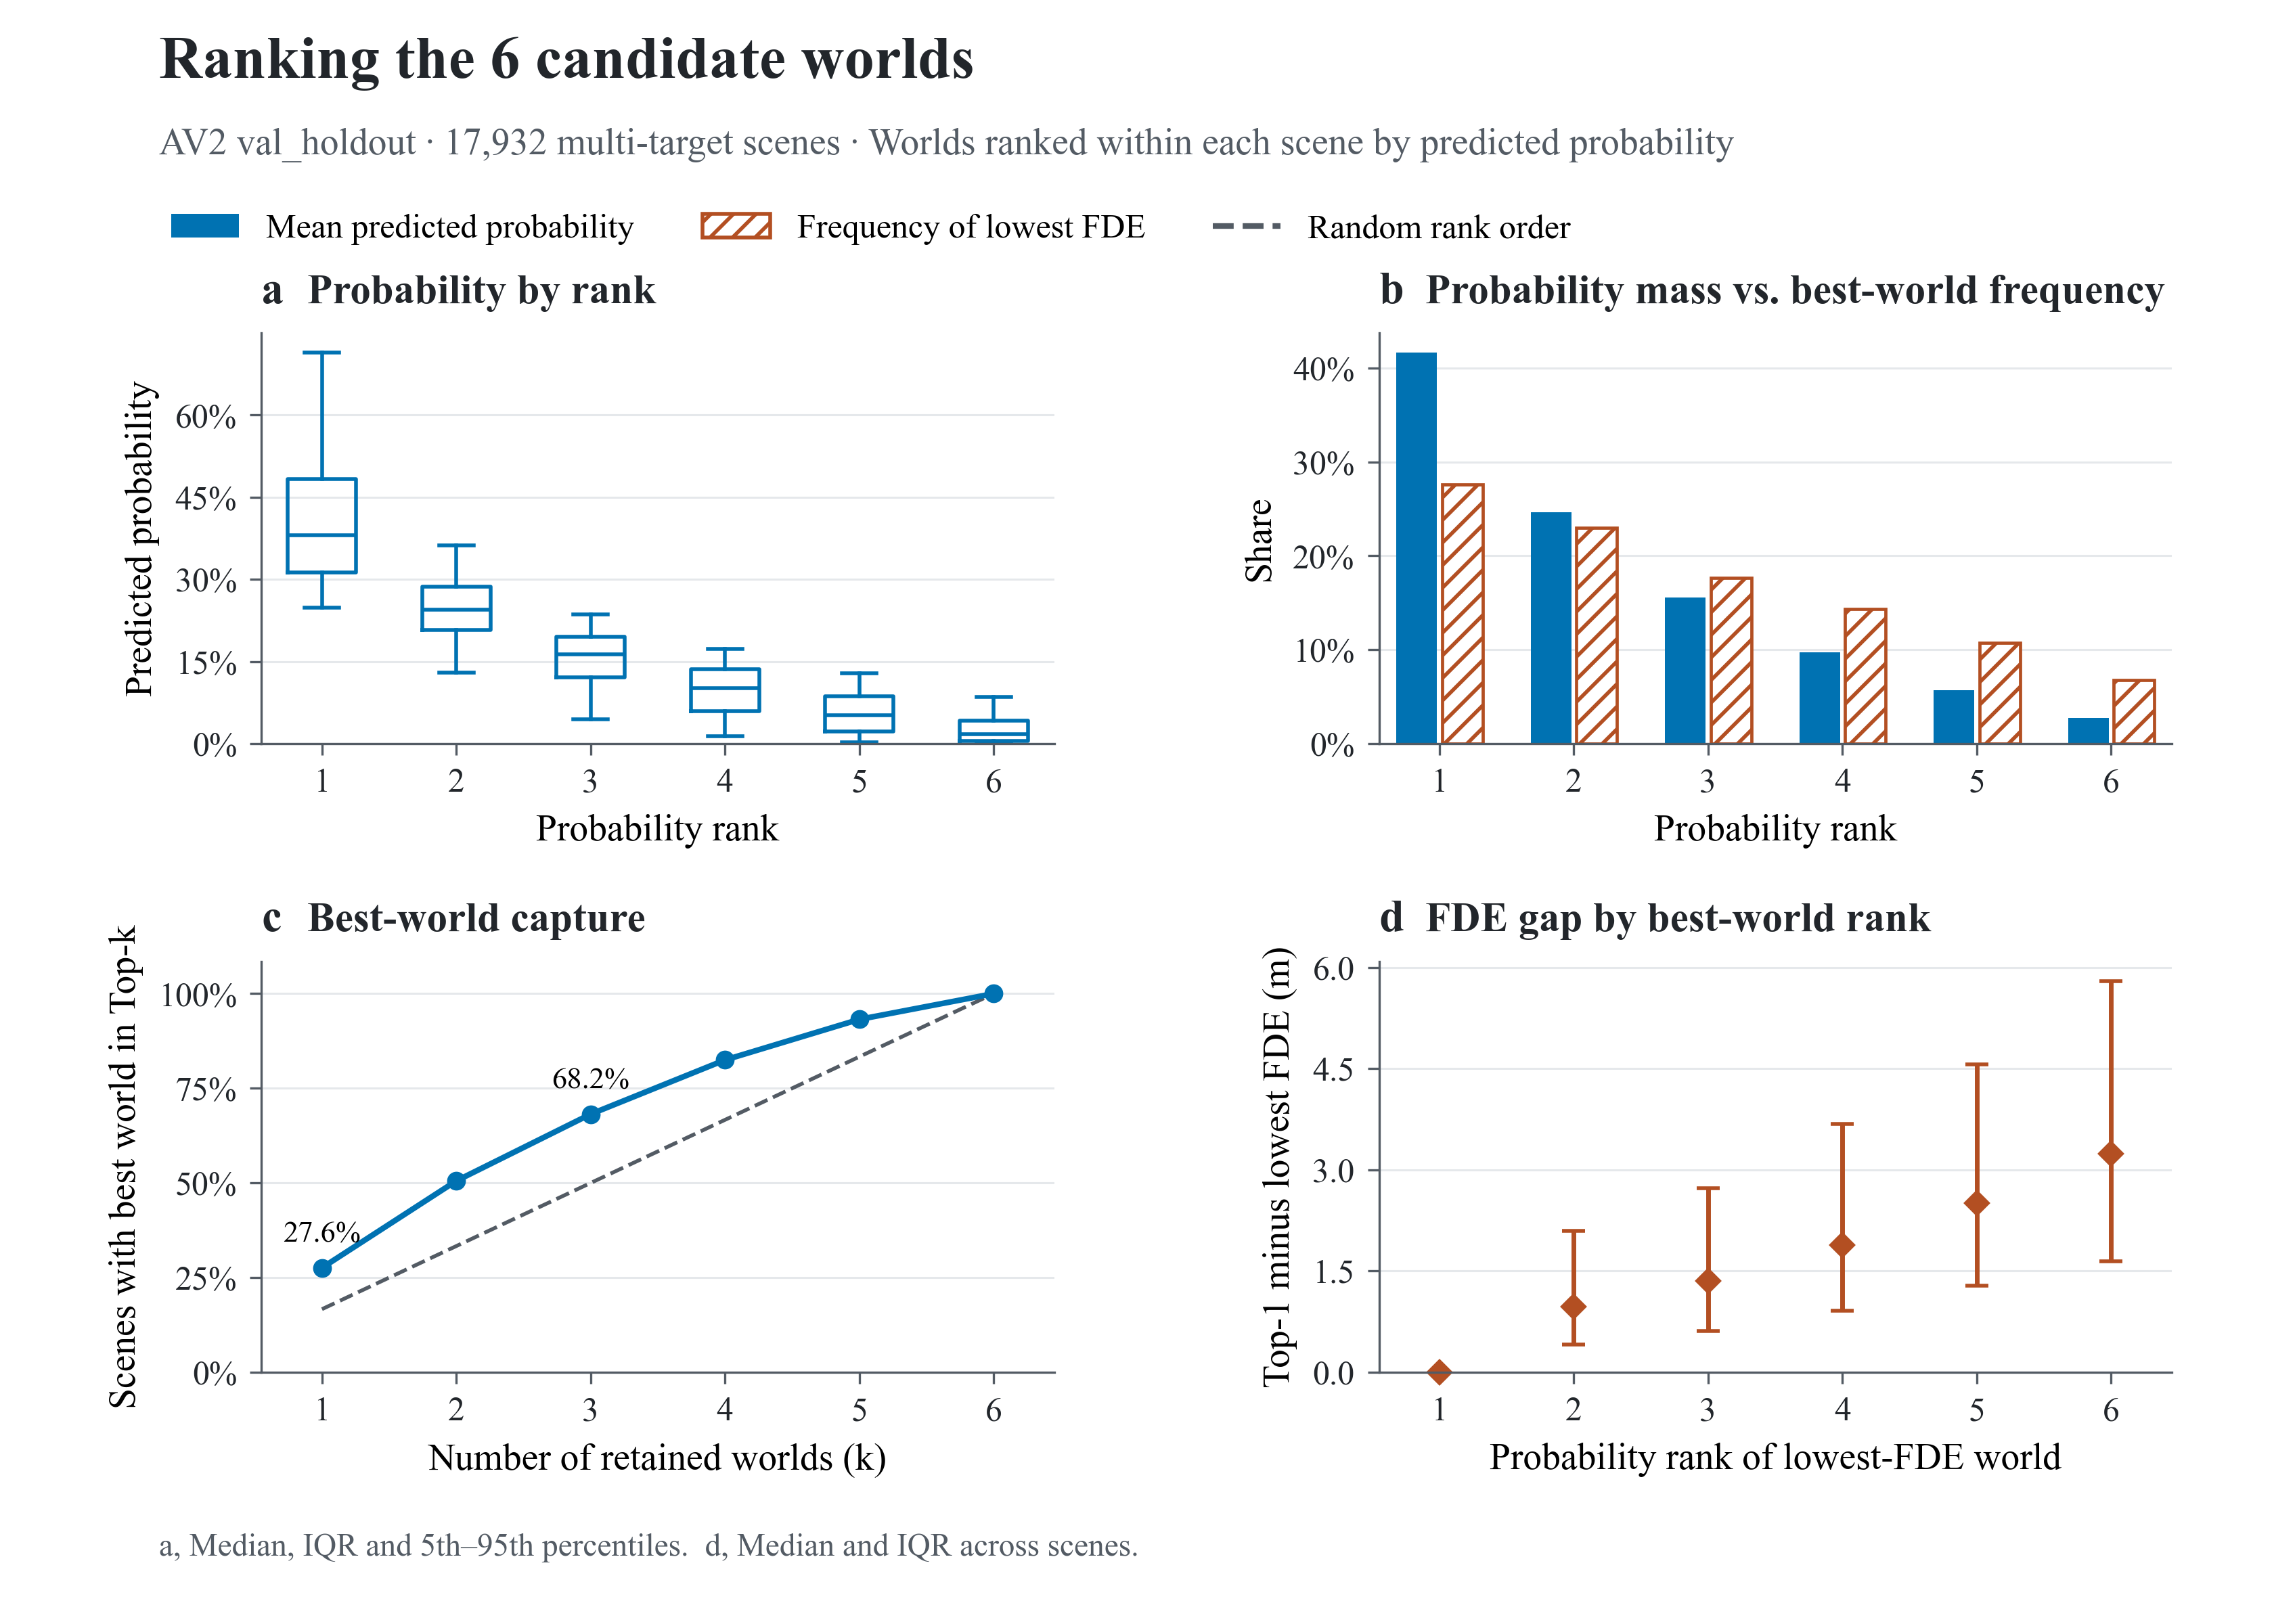 Ranking the 6 candidate worlds
AV2 val_holdout · 17,932 multi-target scenes · Worlds ranked within each scene by predicted probability
Mean predicted probability
Frequency of lowest FDE
Random rank order
a Probability by rank
Predicted probability
60%
45%
30%
15%
0%
1 2 3 4 5 6
Probability rank
b Probability mass vs. best-world frequency
Share
40%
30%
20%
10%
0%
1 2 3 4 5 6
Probability rank
c Best-world capture
Scenes with best world in Top-k
100%
75%
50%
25%
0%
68.2%
27.6%
1 2 3 4 5 6
Number of retained worlds (k)
d FDE gap by best-world rank
Top-1 minus lowest FDE (m)
6.0
4.5
3.0
1.5
0.0
1 2 3 4 5 6
Probability rank of lowest-FDE world
a, Median, IQR and 5th–95th percentiles. d, Median and IQR across scenes.